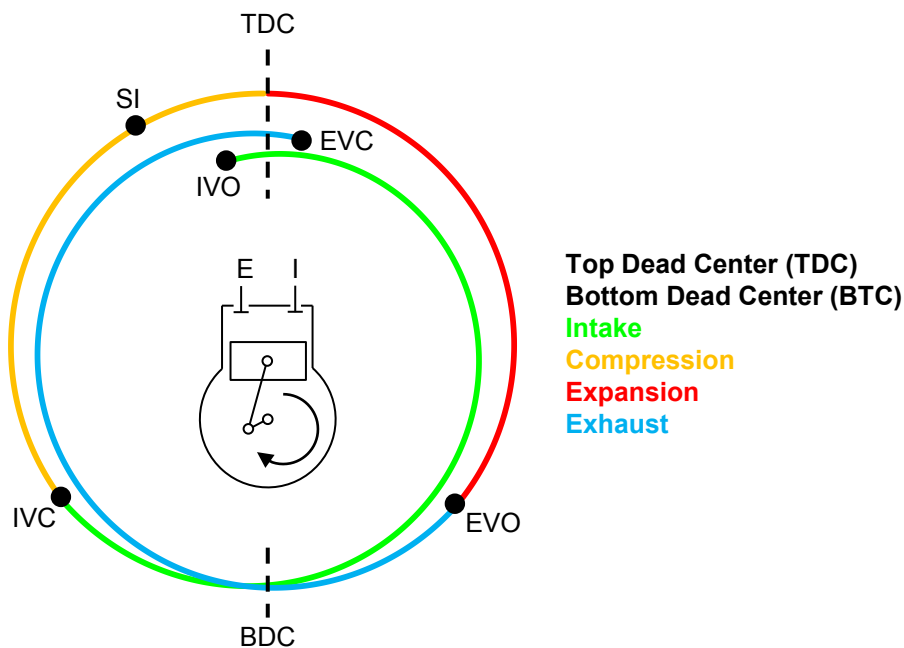 TDC
SI
EVC
IVO
E I
Top Dead Center (TDC)
Bottom Dead Center (BTC)
Intake
Compression
Expansion
Exhaust
IVC
EVO
BDC